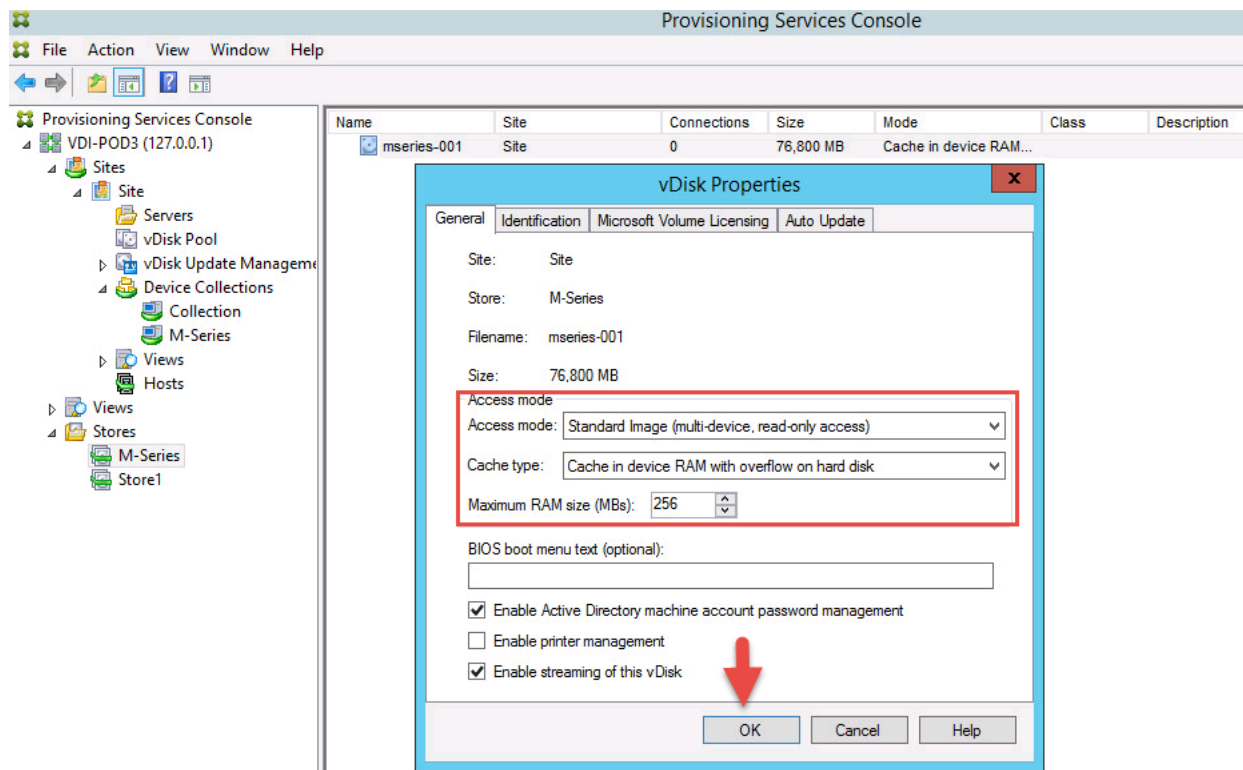 Provisioning Services Console
File Action View Window Help
Provisioning Services Console
VDI-POD3 (127.0.0.1)
Sites
Site
Servers
vDisk Pool
vDisk Update Manageme
Device Collections
Collection
M-Series
Views
Hosts
Views
Stores
M-Series
Store1
Name Site Connections Size Mode Class Description
mseries-001 Site 0 76,800 MB Cache in device RAM...
vDisk Properties
x
General Identification Microsoft Volume Licensing Auto Update
Site: Site
Store: M-Series
Filename: mseries-001
Size: 76,800 MB
Access mode
Access mode: Standard Image (multi-device, read-only access)
Cache type: Cache in device RAM with overflow on hard disk
Maximum RAM size (MBs): 256
BIOS boot menu text (optional):
Enable Active Directory machine account password management
Enable printer management
Enable streaming of this vDisk
OK Cancel Help